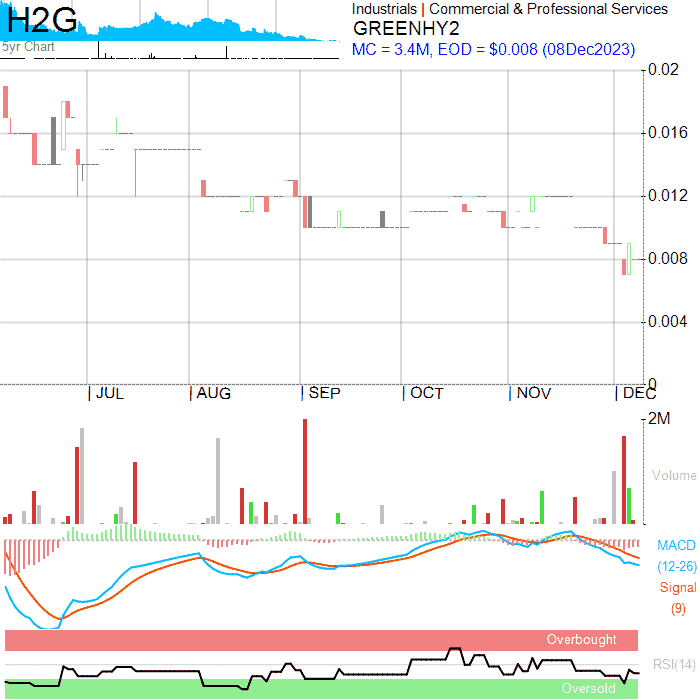 H2G
5yr Chart
Industrials | Commercial & Professional Services
GREENHY2
MC = 3.4M, EOD = $0.008 (08Dec2023)
0.02
0.016
0.012
0.008
0.004
0
JUL AUG SEP OCT NOV DEC
2M
Volume
MACD
(12-26)
Signal
(9)
Overbought
RSI(14)
Oversold